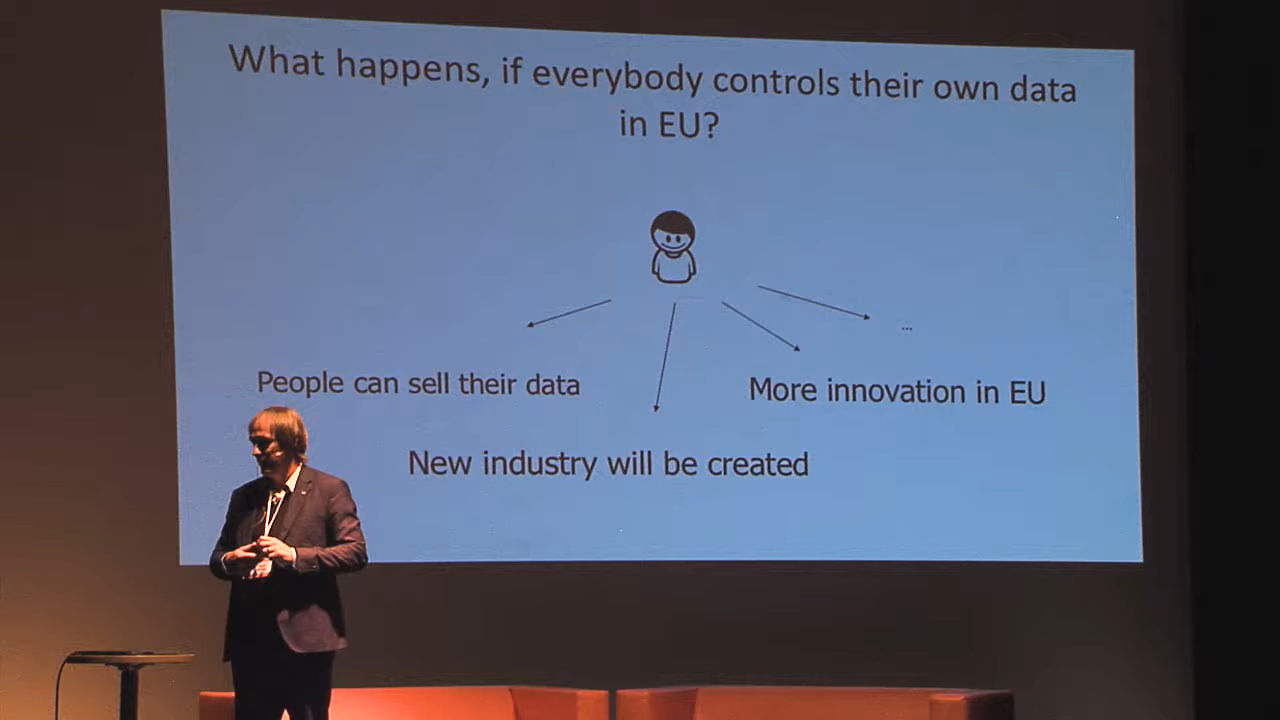 What happens, if everybody controls their own data
in EU?
...
People can sell their data
More innovation in EU
New industry will be created